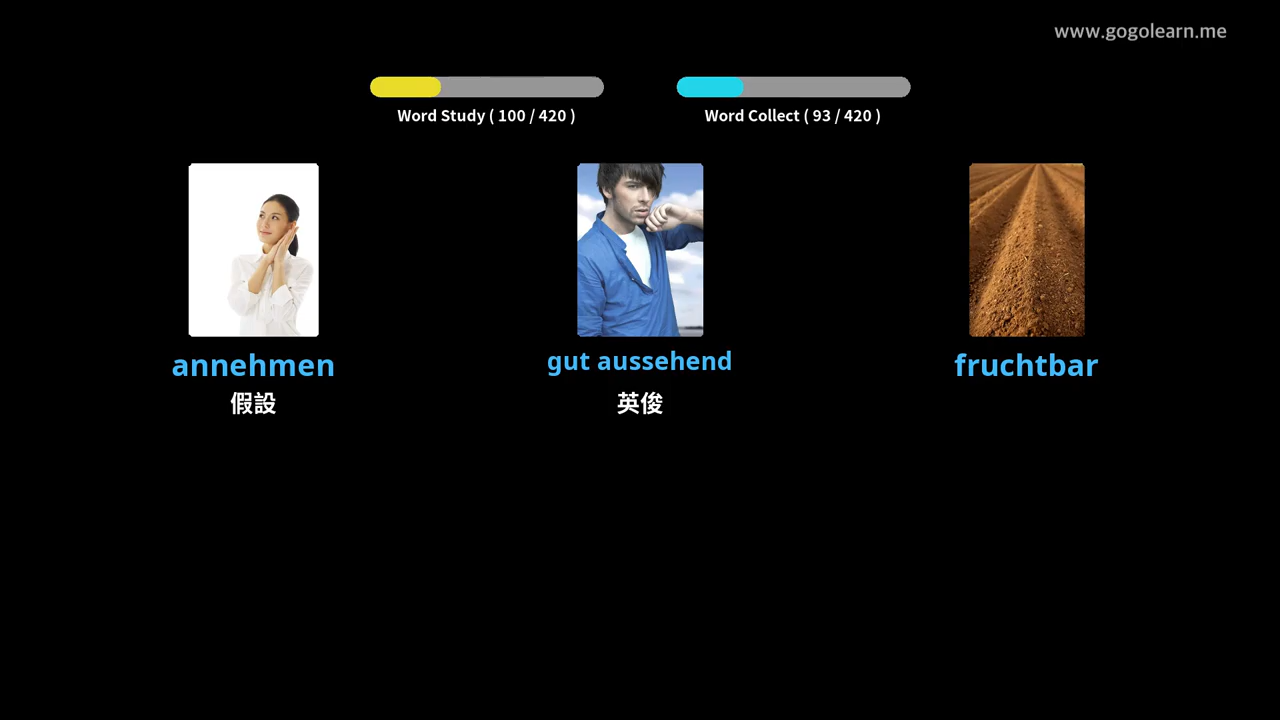 www.gogolearn.me
Word Study ( 100 / 420 )
Word Collect ( 93 / 420 )
annehmen
假設
gut aussehend
英俊
fruchtbar